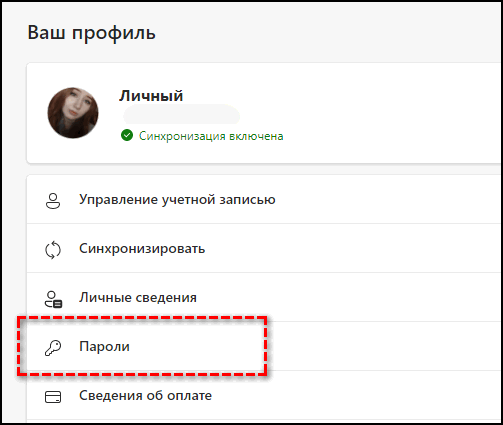 Ваш профиль
Личный
Синхронизация включена
Управление учетной записью
Синхронизировать
Личные сведения
Пароли
Сведения об оплате